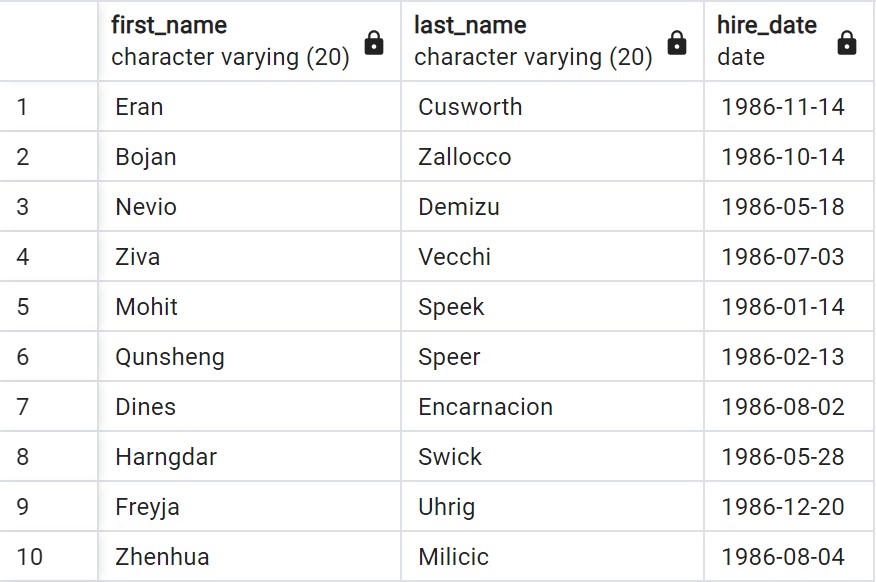 first_name last_name hire_date
character varying (20) character varying (20) date
1 Eran Cusworth 1986-11-14
2 Bojan Zallocco 1986-10-14
3 Nevio Demizu 1986-05-18
4 Ziva Vecchi 1986-07-03
5 Mohit Speek 1986-01-14
6 Qunsheng Speer 1986-02-13
7 Dines Encarnacion 1986-08-02
8 Harngdar Swick 1986-05-28
9 Freyja Uhrig 1986-12-20
10 Zhenhua Milicic 1986-08-04